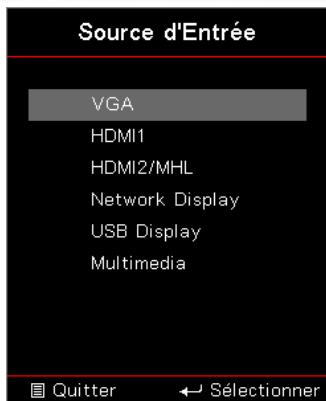 Source d'Entrée
VGA
HDMI1
HDMI2/MHL
Network Display
USB Display
Multimedia
Quitter Sélectionner